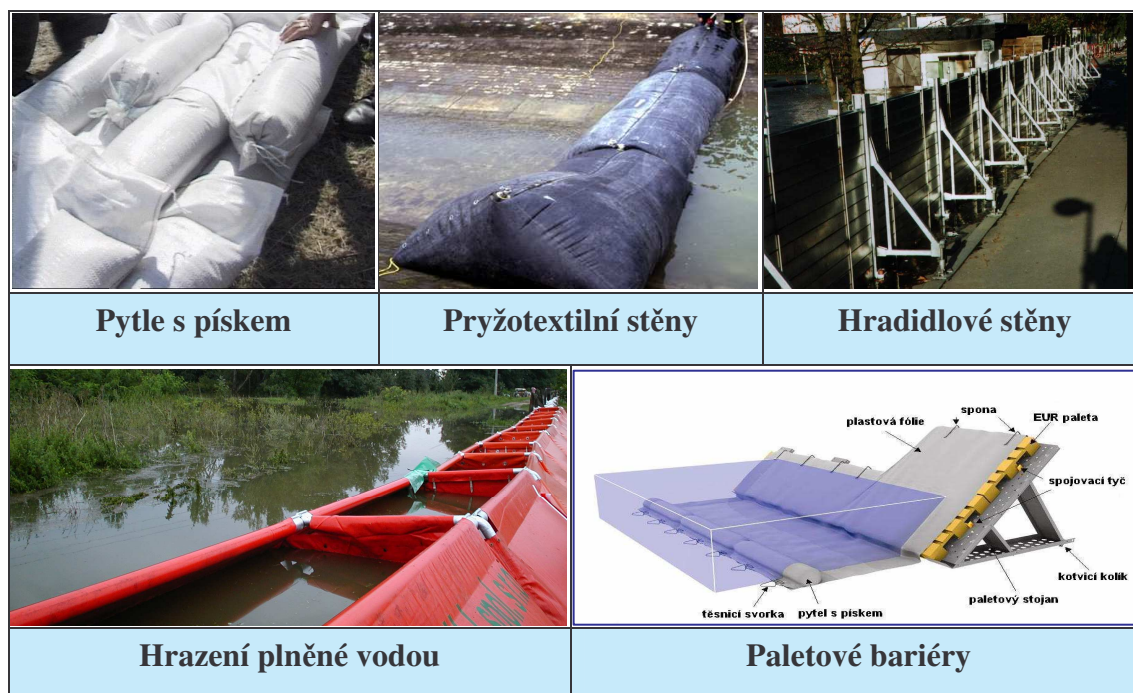 Pytle s pískem
Pryžotextilní stěny
Hradidlové stěny
plastová fólie
spona
EUR paleta
spojovací tyč
kotvicí kolík
paletový stojan
těsnicí svorka
pytel s pískem
Hrazení plněné vodou
Paletové bariéry